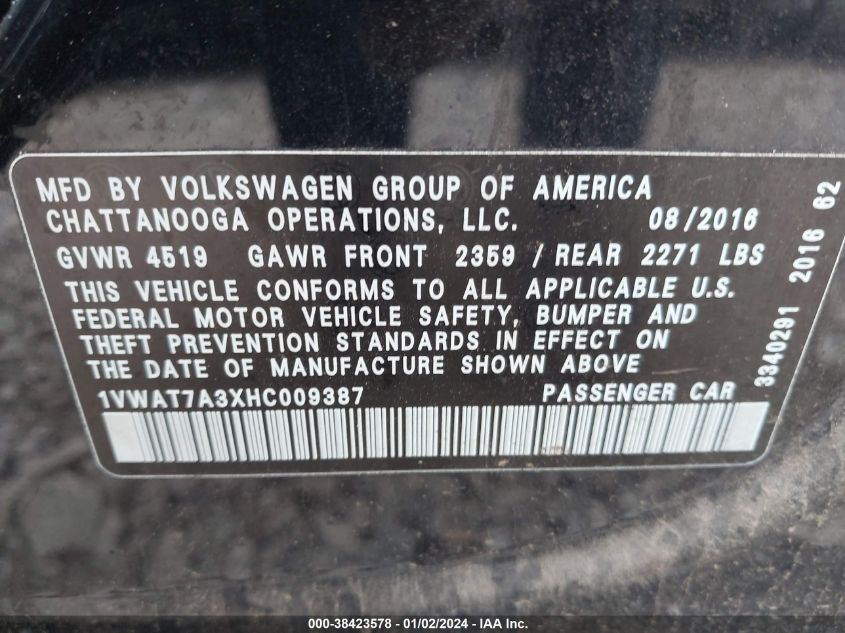 MFD BY VOLKSWAGEN GROUP OF AMERICA
CHATTANOOGA OPERATIONS, LLC. 08/2016
GVWR 4519 GAWR FRONT 2359 / REAR 2271 LBS
THIS VEHICLE CONFORMS TO ALL APPLICABLE U.S.
FEDERAL MOTOR VEHICLE SAFETY, BUMPER AND
THEFT PREVENTION STANDARDS IN EFFECT ON
THE DATE OF MANUFACTURE SHOWN ABOVE
1VWAT7A3XHC009387 PASSENGER CAR
3340291 2016 62
000-38423578 - 01/02/2024 - IAA Inc.